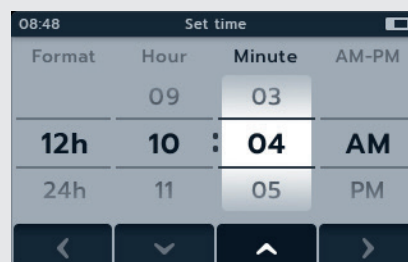 08:48 Set time
Format Hour Minute AM-PM
09 03
12h 10 : 04 AM
24h 11 05 PM